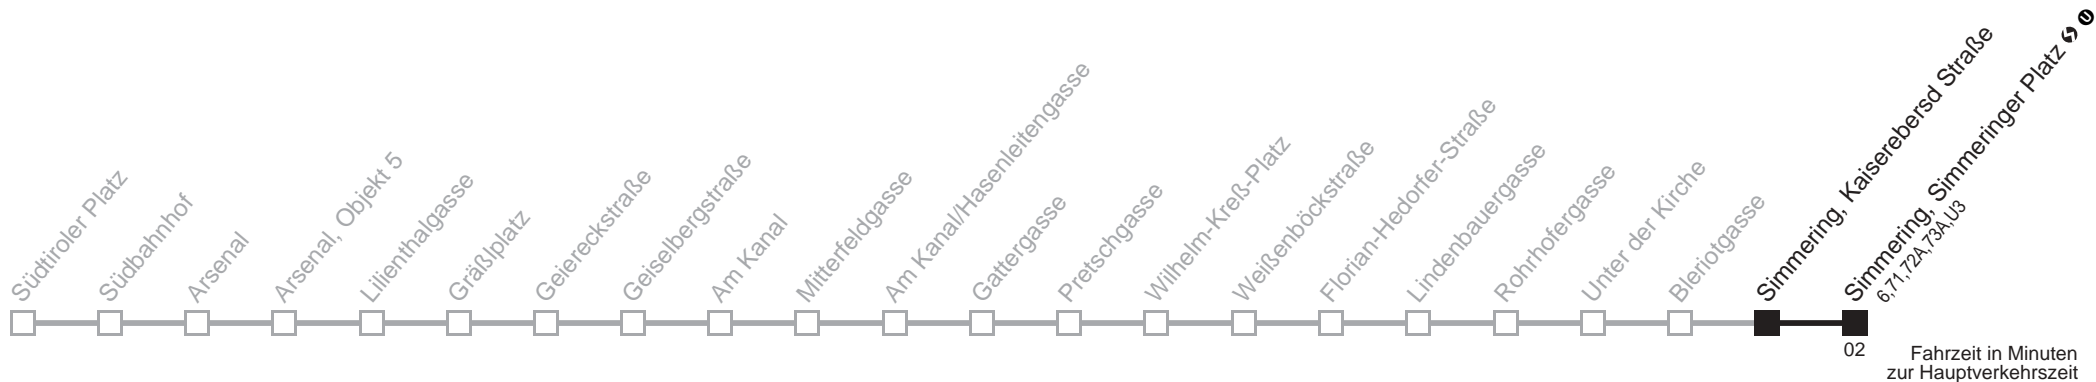 Südtiroler Platz
Südbahnhof
Arsenal
Arsenal, Objekt 5
Lilienthalgasse
Gräßlplatz
Geiereckstraße
Geiselbergstraße
Am Kanal
Mitterfeldgasse
Am Kanal/Hasenleitengasse
Gattergasse
Pretschgasse
Wilhelm-Kreß-Platz
Weißenböckstraße
Florian-Hedorfer-Straße
Lindenbauergasse
Rohrhofergasse
Unter der Kirche
Bleriotgasse
Simmering, Kaiserebersd Straße
Simmering, Simmeringer Platz S U
6,71,72A,73A,U3
02
Fahrzeit in Minuten
zur Hauptverkehrszeit